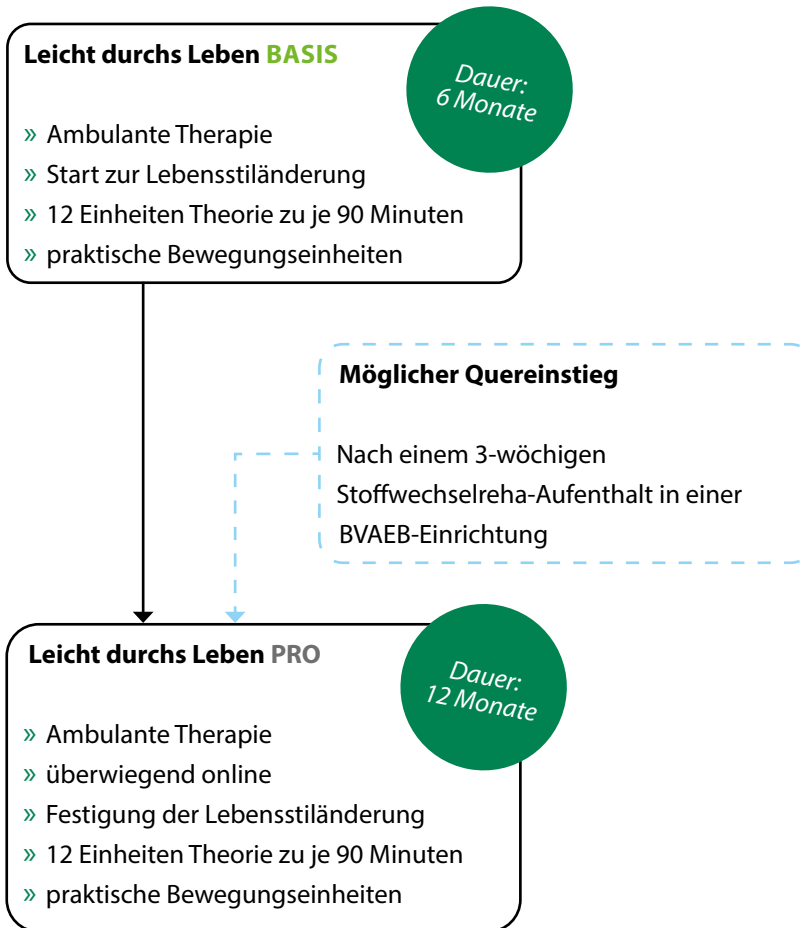 Leicht durchs Leben BASIS
Dauer:
6 Monate
» Ambulante Therapie
» Start zur Lebensstiländerung
» 12 Einheiten Theorie zu je 90 Minuten
» praktische Bewegungseinheiten
Möglicher Quereinstieg
Nach einem 3-wöchigen
Stoffwechselreha-Aufenthalt in einer
BVAEB-Einrichtung
Leicht durchs Leben PRO
Dauer:
12 Monate
» Ambulante Therapie
» überwiegend online
» Festigung der Lebensstiländerung
» 12 Einheiten Theorie zu je 90 Minuten
» praktische Bewegungseinheiten